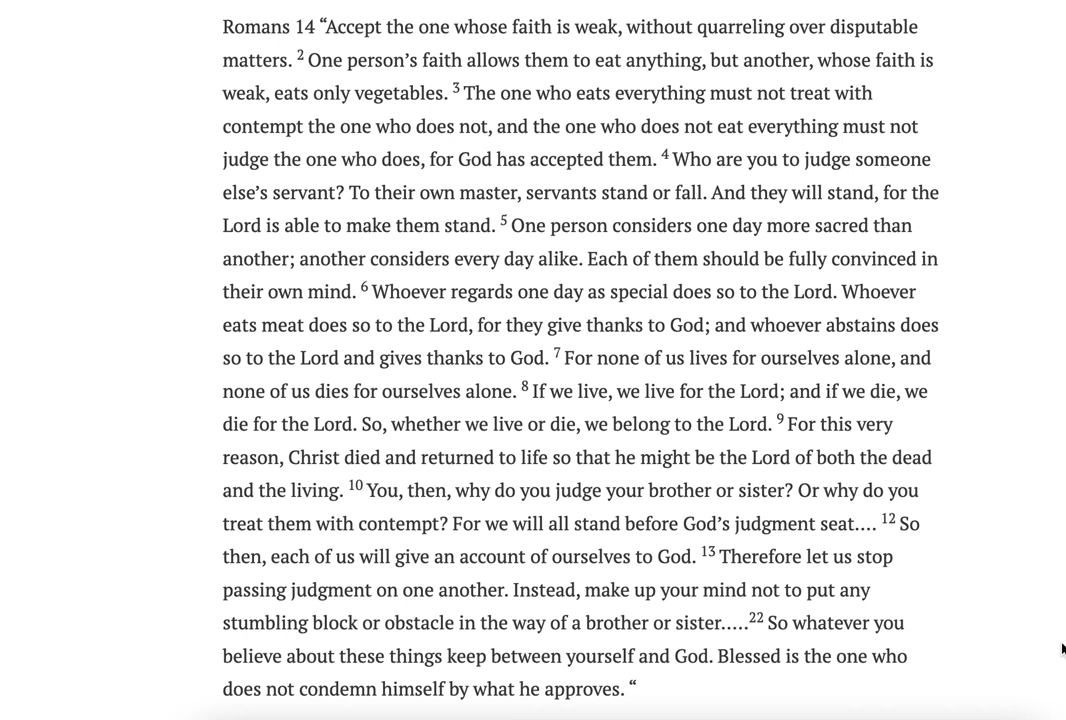 Romans 14 “Accept the one whose faith is weak, without quarreling over disputable
matters. 2 One person’s faith allows them to eat anything, but another, whose faith is
weak, eats only vegetables. 3 The one who eats everything must not treat with
contempt the one who does not, and the one who does not eat everything must not
judge the one who does, for God has accepted them. 4 Who are you to judge someone
else’s servant? To their own master, servants stand or fall. And they will stand, for the
Lord is able to make them stand. 5 One person considers one day more sacred than
another; another considers every day alike. Each of them should be fully convinced in
their own mind. 6 Whoever regards one day as special does so to the Lord. Whoever
eats meat does so to the Lord, for they give thanks to God; and whoever abstains does
so to the Lord and gives thanks to God. 7 For none of us lives for ourselves alone, and
none of us dies for ourselves alone. 8 If we live, we live for the Lord; and if we die, we
die for the Lord. So, whether we live or die, we belong to the Lord. 9 For this very
reason, Christ died and returned to life so that he might be the Lord of both the dead
and the living. 10 You, then, why do you judge your brother or sister? Or why do you
treat them with contempt? For we will all stand before God’s judgment seat…. 12 So
then, each of us will give an account of ourselves to God. 13 Therefore let us stop
passing judgment on one another. Instead, make up your mind not to put any
stumbling block or obstacle in the way of a brother or sister.….22 So whatever you
believe about these things keep between yourself and God. Blessed is the one who
does not condemn himself by what he approves. “